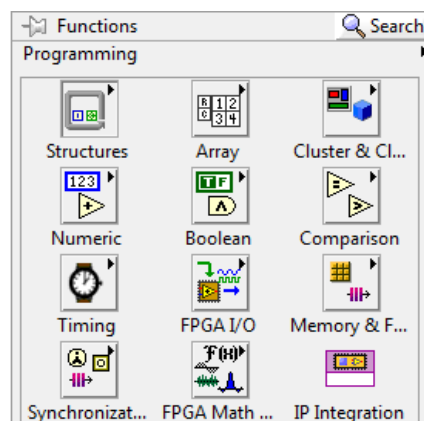 Functions Search
Programming
Structures Array Cluster & Cl...
Numeric Boolean Comparison
Timing FPGA I/O Memory & F...
Synchronizat... FPGA Math ... IP Integration